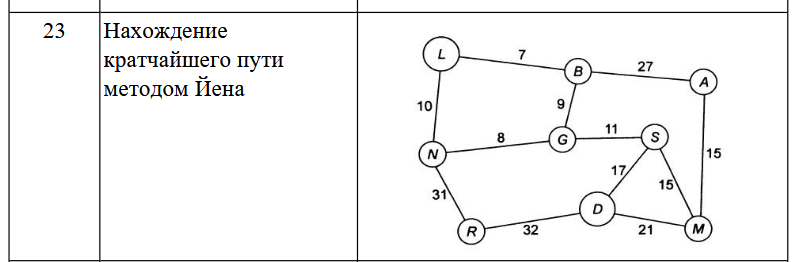 23
Нахождение
кратчайшего пути
методом Йена
L
7
B
27
A
10
9
N
8
G
11
S
15
31
17
15
R
32
D
21
M